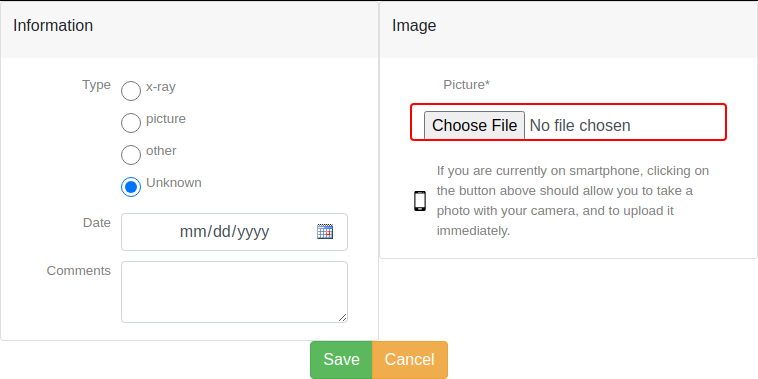 Information
Type
x-ray
picture
other
Unknown
Date
mm/dd/yyyy
Comments
Image
Picture*
Choose File No file chosen
If you are currently on smartphone, clicking on
the button above should allow you to take a
photo with your camera, and to upload it
immediately.
Save
Cancel